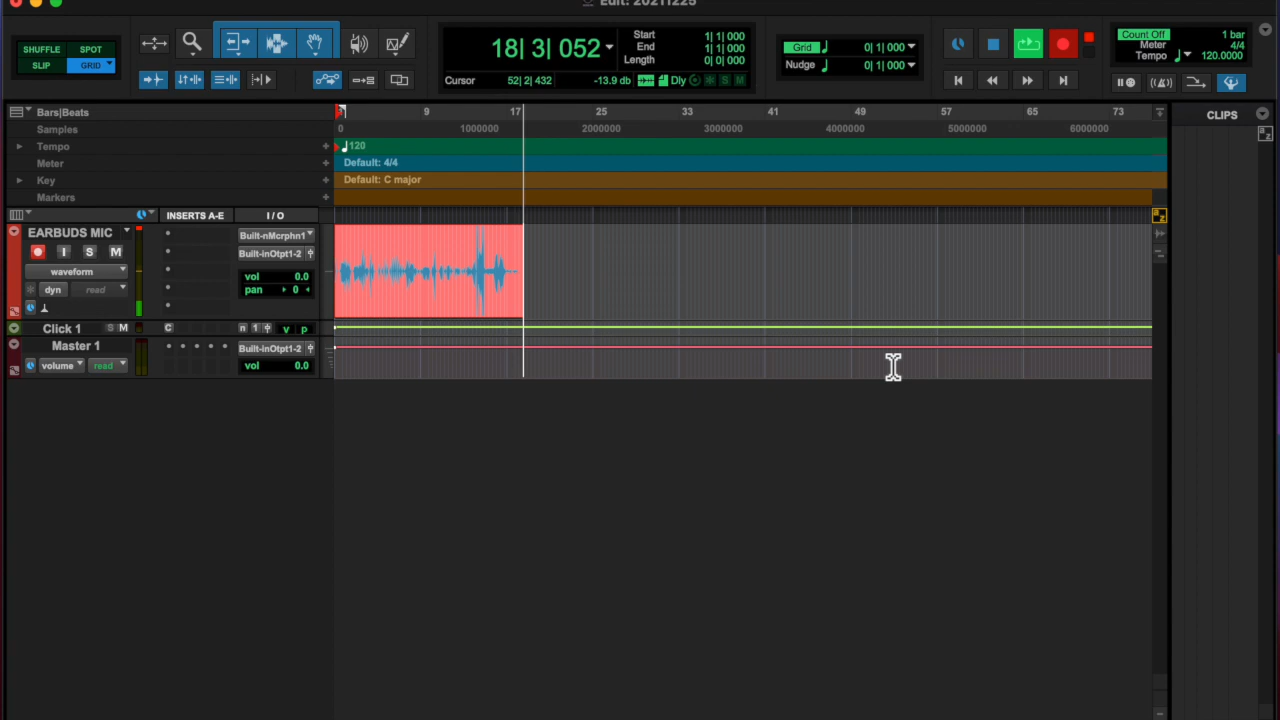 Edit: 20211225
SHUFFLE SPOT
SLIP GRID
18| 3| 052
Start 1| 1| 000
End 1| 1| 000
Length 0| 0| 000
Cursor 52| 2| 432 -13.9 db Dly S M
Grid 0| 1| 000
Nudge 0| 1| 000
Count Off 1 bar
Meter 4/4
Tempo 120.0000
Bars|Beats 9 17 25 33 41 49 57 65 73
Samples 0 1000000 2000000 3000000 4000000 5000000 6000000
Tempo 120
Meter Default: 4/4
Key Default: C major
Markers
CLIPS
a z
INSERTS A-E I / O
a z
EARBUDS MIC
Built-nMcrphn1
I S M
Built-inOtpt1-2
waveform
vol 0.0
dyn read
pan 0
Click 1 S M C n 1 v p
Master 1
Built-inOtpt1-2
volume read
vol 0.0